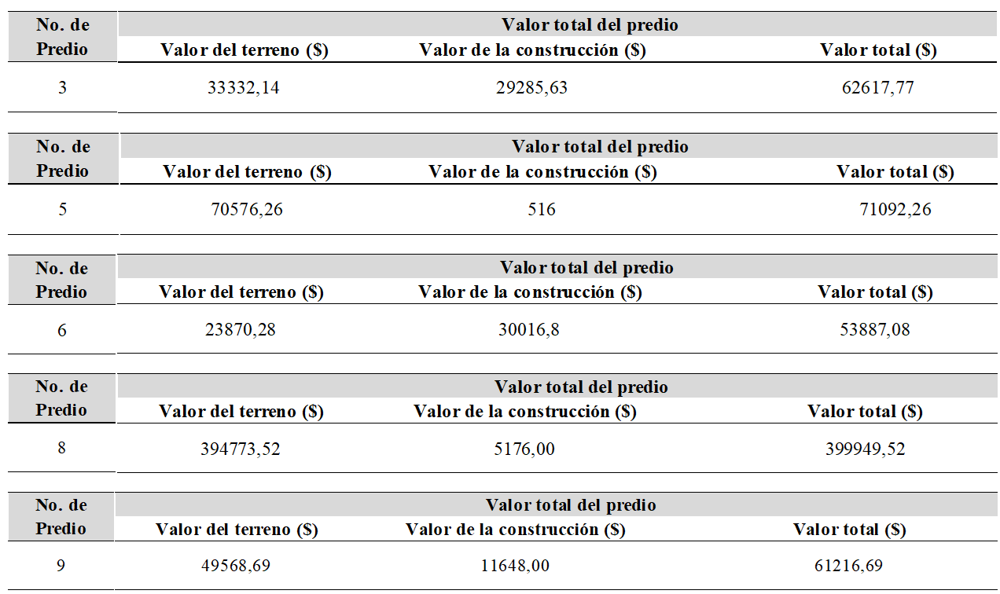 No. de Predio Valor total del predio
Valor del terreno ($) Valor de la construcción ($) Valor total ($)
3 33332,14 29285,63 62617,77
No. de Predio Valor total del predio
Valor del terreno ($) Valor de la construcción ($) Valor total ($)
5 70576,26 516 71092,26
No. de Predio Valor total del predio
Valor del terreno ($) Valor de la construcción ($) Valor total ($)
6 23870,28 30016,8 53887,08
No. de Predio Valor total del predio
Valor del terreno ($) Valor de la construcción ($) Valor total ($)
8 394773,52 5176,00 399949,52
No. de Predio Valor total del predio
Valor del terreno ($) Valor de la construcción ($) Valor total ($)
9 49568,69 11648,00 61216,69